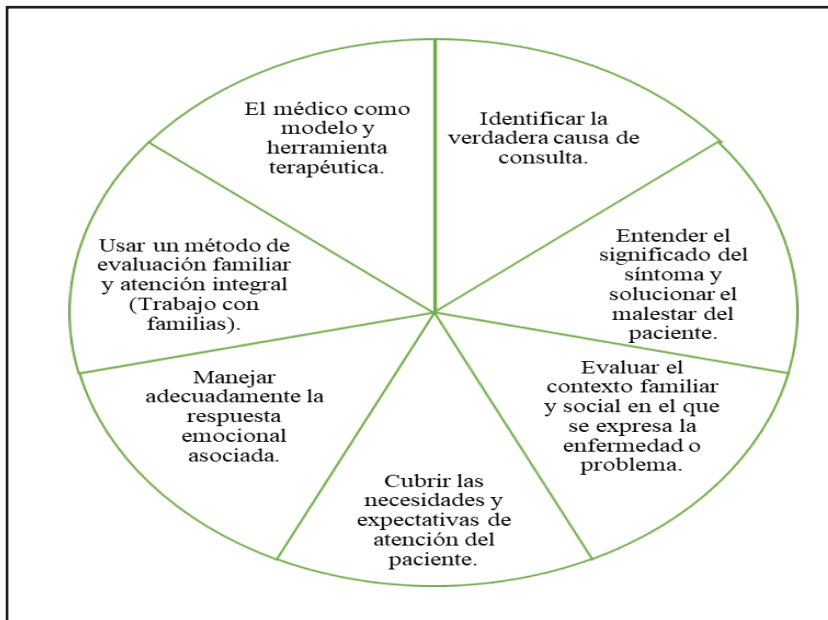 Identificar la
verdadera causa de
consulta.
Entender el
significado del
síntoma y
solucionar el
malestar del
paciente.
Evaluar el
contexto familiar
y social en el que
se expresa la
enfermedad o
problema.
Cubrir las
necesidades y
expectativas de
atención del
paciente.
Manejar
adecuadamente la
respuesta
emocional
asociada.
Usar un método de
evaluación familiar
y atención integral
(Trabajo con
familias).
El médico como
modelo y
herramienta
terapéutica.